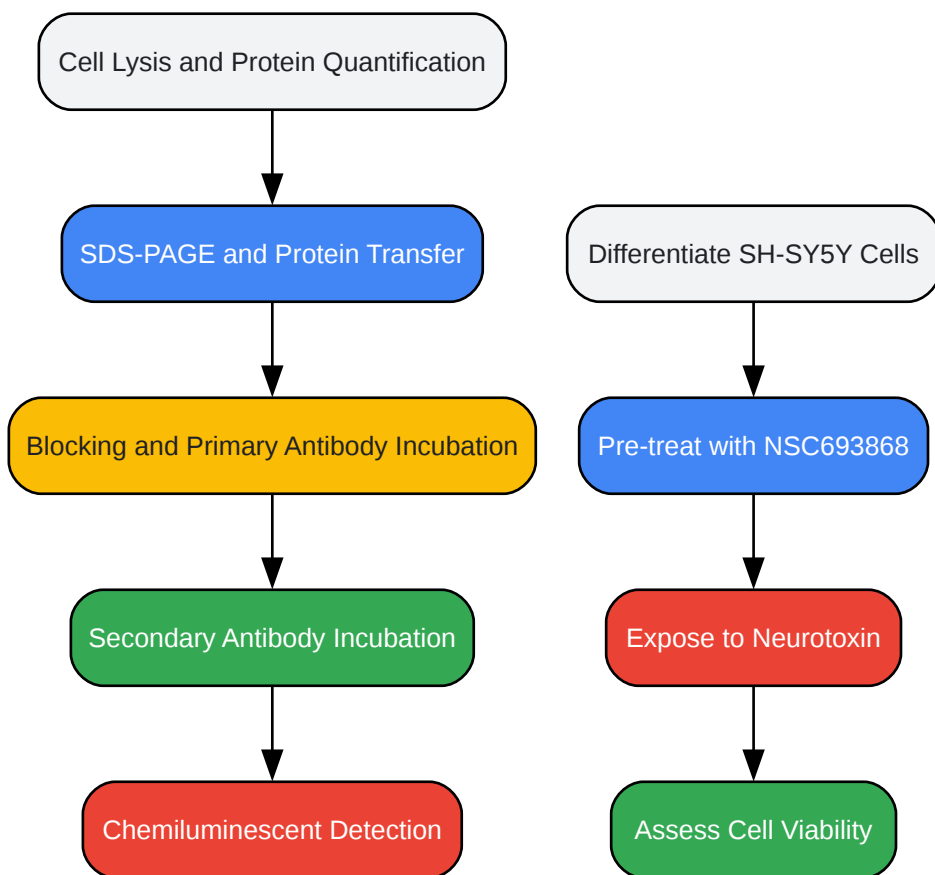 Cell Lysis and Protein Quantification
SDS-PAGE and Protein Transfer
Blocking and Primary Antibody Incubation
Secondary Antibody Incubation
Chemiluminescent Detection
Differentiate SH-SY5Y Cells
Pre-treat with NSC693868
Expose to Neurotoxin
Assess Cell Viability